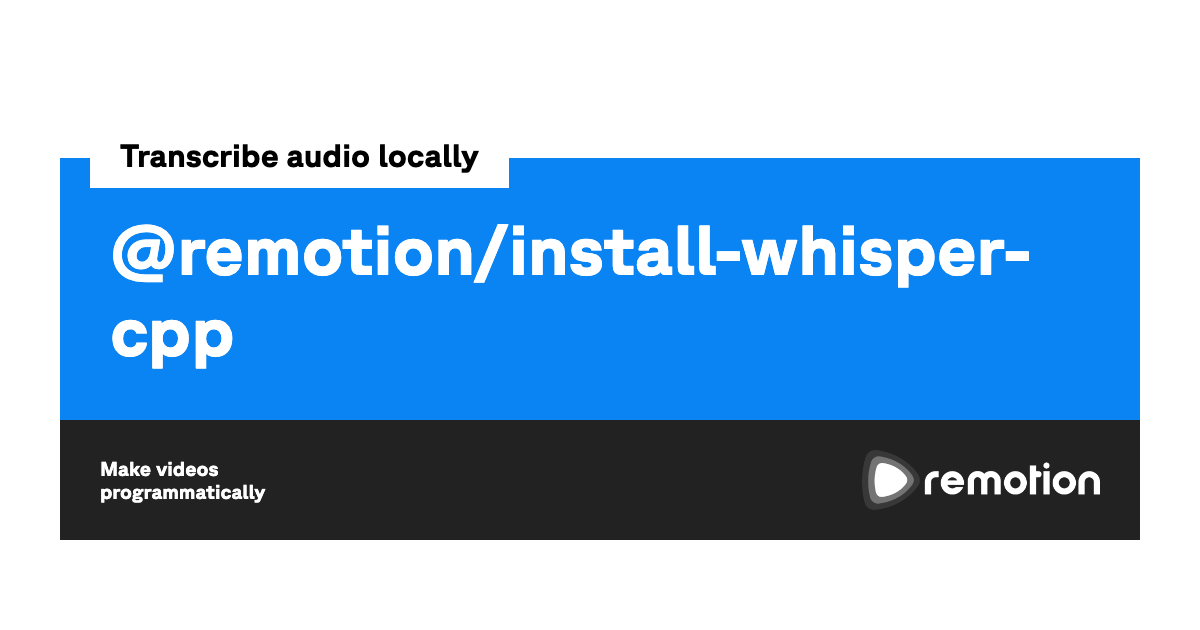 Transcribe audio locally
@remotion/install-whisper-
cpp
Make videos
programmatically
remotion